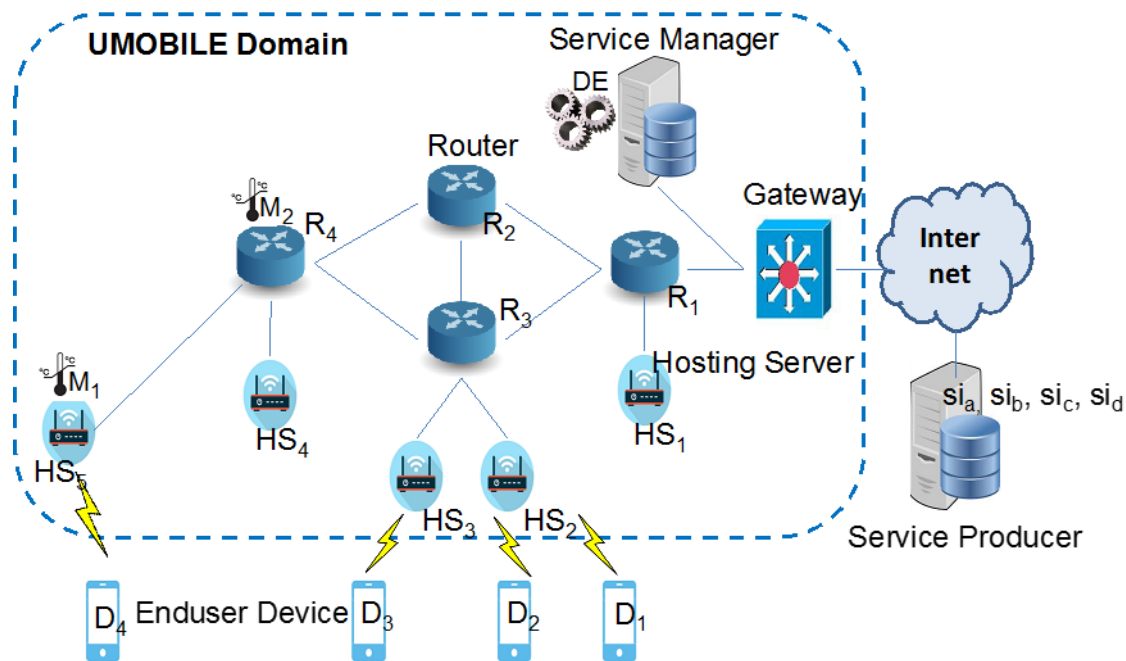 UMOBILE Domain
Service Manager
DE
Router
Gateway
°C
°C
M2
R4
R2
Inter
net
R3
R1
Hosting Server
°C
°C
M1
sia, sib, sic, sid
HS4
HS1
HS5
HS3
HS2
Service Producer
D4
Enduser Device
D3
D2
D1